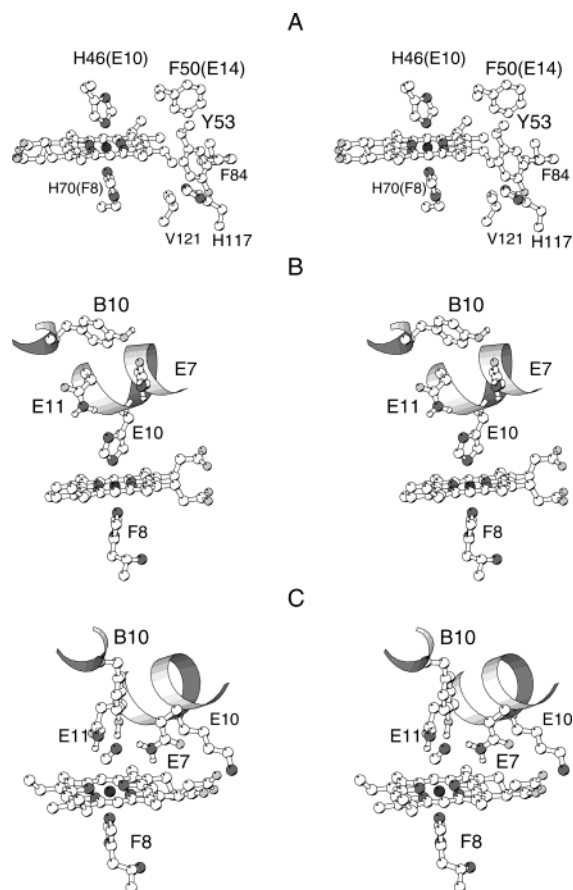 A
H46(E10)
F50(E14)
Y53
F84
H70(F8)
V121
H117
H46(E10)
F50(E14)
Y53
F84
H70(F8)
V121
H117
B
B10
E7
E11
E10
F8
B10
E7
E11
E10
F8
C
B10
E10
E11
E7
F8
B10
E10
E11
E7
F8